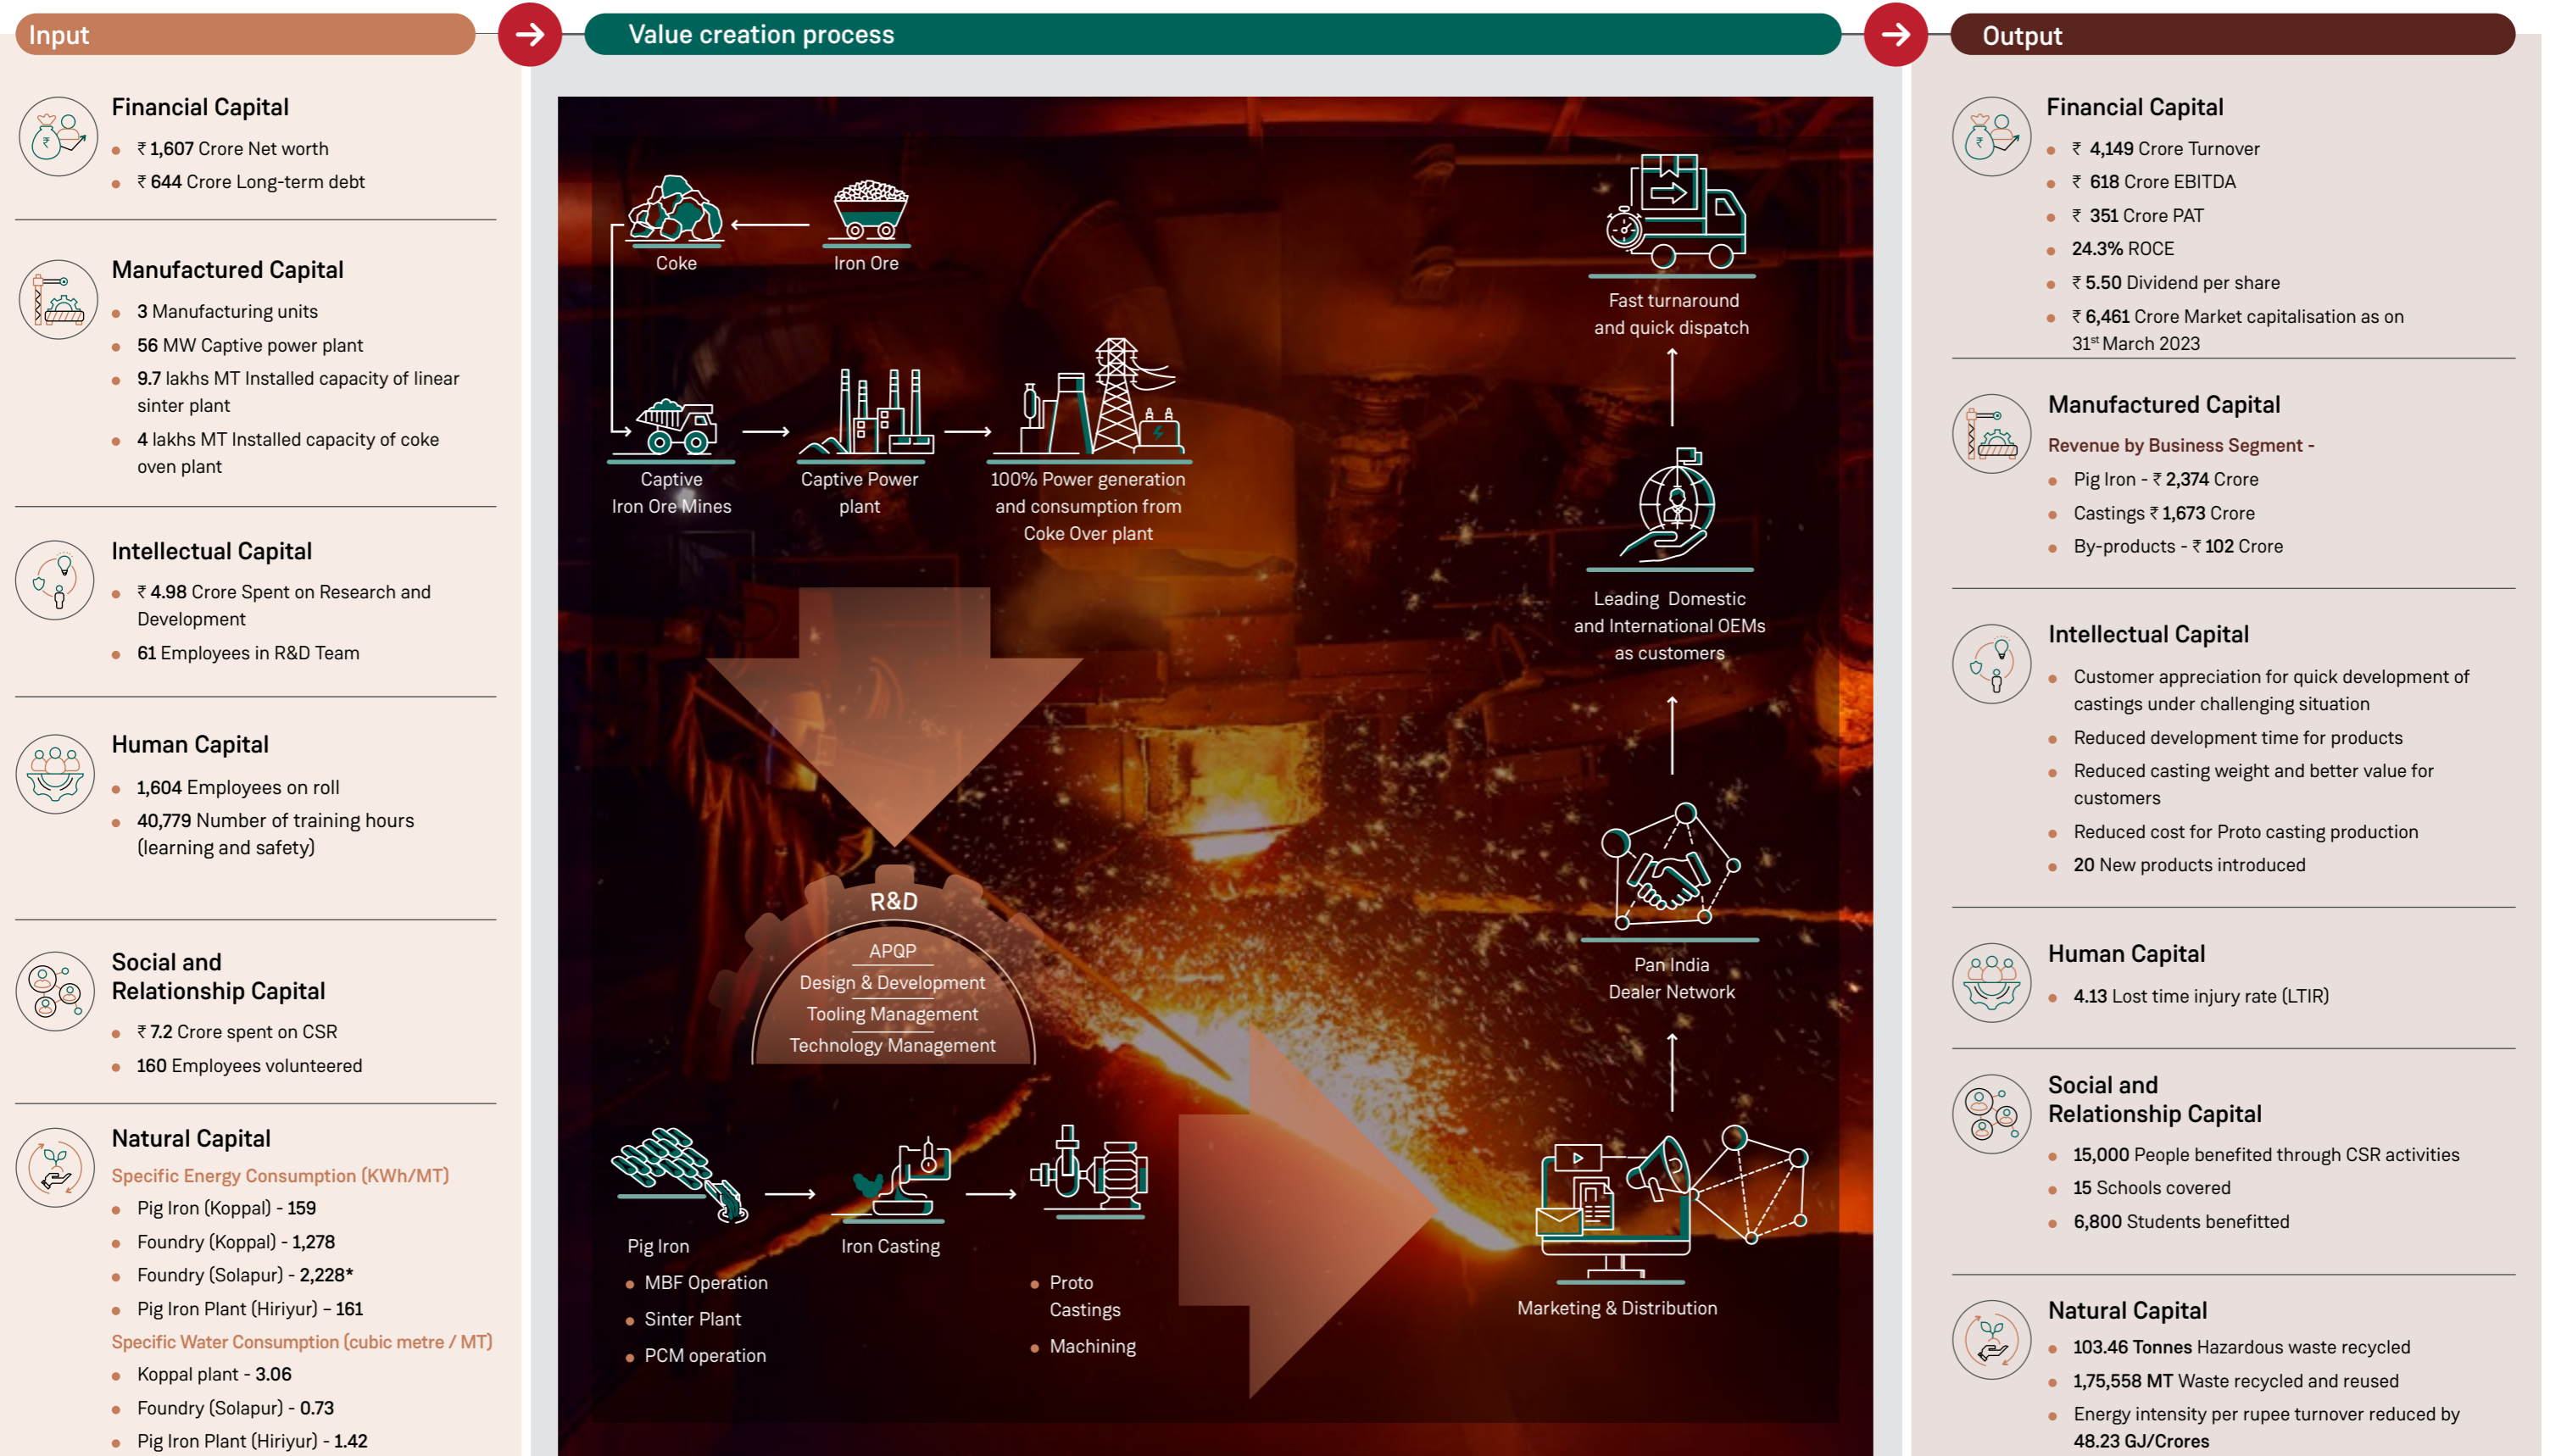 Input
Financial Capital
₹ 1,607 Crore Net worth
₹ 644 Crore Long-term debt
Manufactured Capital
3 Manufacturing units
56 MW Captive power plant
9.7 lakhs MT Installed capacity of linear
sinter plant
4 lakhs MT Installed capacity of coke
oven plant
Intellectual Capital
₹ 4.98 Crore Spent on Research and
Development
61 Employees in R&D Team
Human Capital
1,604 Employees on roll
40,779 Number of training hours
(learning and safety)
Social and
Relationship Capital
₹ 7.2 Crore spent on CSR
160 Employees volunteered
Natural Capital
Specific Energy Consumption (KWh/MT)
Pig Iron (Koppal) - 159
Foundry (Koppal) - 1,278
Foundry (Solapur) - 2,228*
Pig Iron Plant (Hiriyur) – 161
Specific Water Consumption (cubic metre / MT)
Koppal plant - 3.06
Foundry (Solapur) - 0.73
Pig Iron Plant (Hiriyur) - 1.42
Value creation process
Coke
Iron Ore
Captive
Iron Ore Mines
Captive Power
plant
100% Power generation
and consumption from
Coke Over plant
R&D
APQP
Design & Development
Tooling Management
Technology Management
Pig Iron
MBF Operation
Sinter Plant
PCM operation
Iron Casting
Proto
Castings
Machining
Marketing & Distribution
Pan India
Dealer Network
Leading Domestic
and International OEMs
as customers
Fast turnaround
and quick dispatch
Output
Financial Capital
₹ 4,149 Crore Turnover
₹ 618 Crore EBITDA
₹ 351 Crore PAT
24.3% ROCE
₹ 5.50 Dividend per share
₹ 6,461 Crore Market capitalisation as on
31st March 2023
Manufactured Capital
Revenue by Business Segment -
Pig Iron - ₹ 2,374 Crore
Castings ₹ 1,673 Crore
By-products - ₹ 102 Crore
Intellectual Capital
Customer appreciation for quick development of
castings under challenging situation
Reduced development time for products
Reduced casting weight and better value for
customers
Reduced cost for Proto casting production
20 New products introduced
Human Capital
4.13 Lost time injury rate (LTIR)
Social and
Relationship Capital
15,000 People benefited through CSR activities
15 Schools covered
6,800 Students benefitted
Natural Capital
103.46 Tonnes Hazardous waste recycled
1,75,558 MT Waste recycled and reused
Energy intensity per rupee turnover reduced by
48.23 GJ/Crores